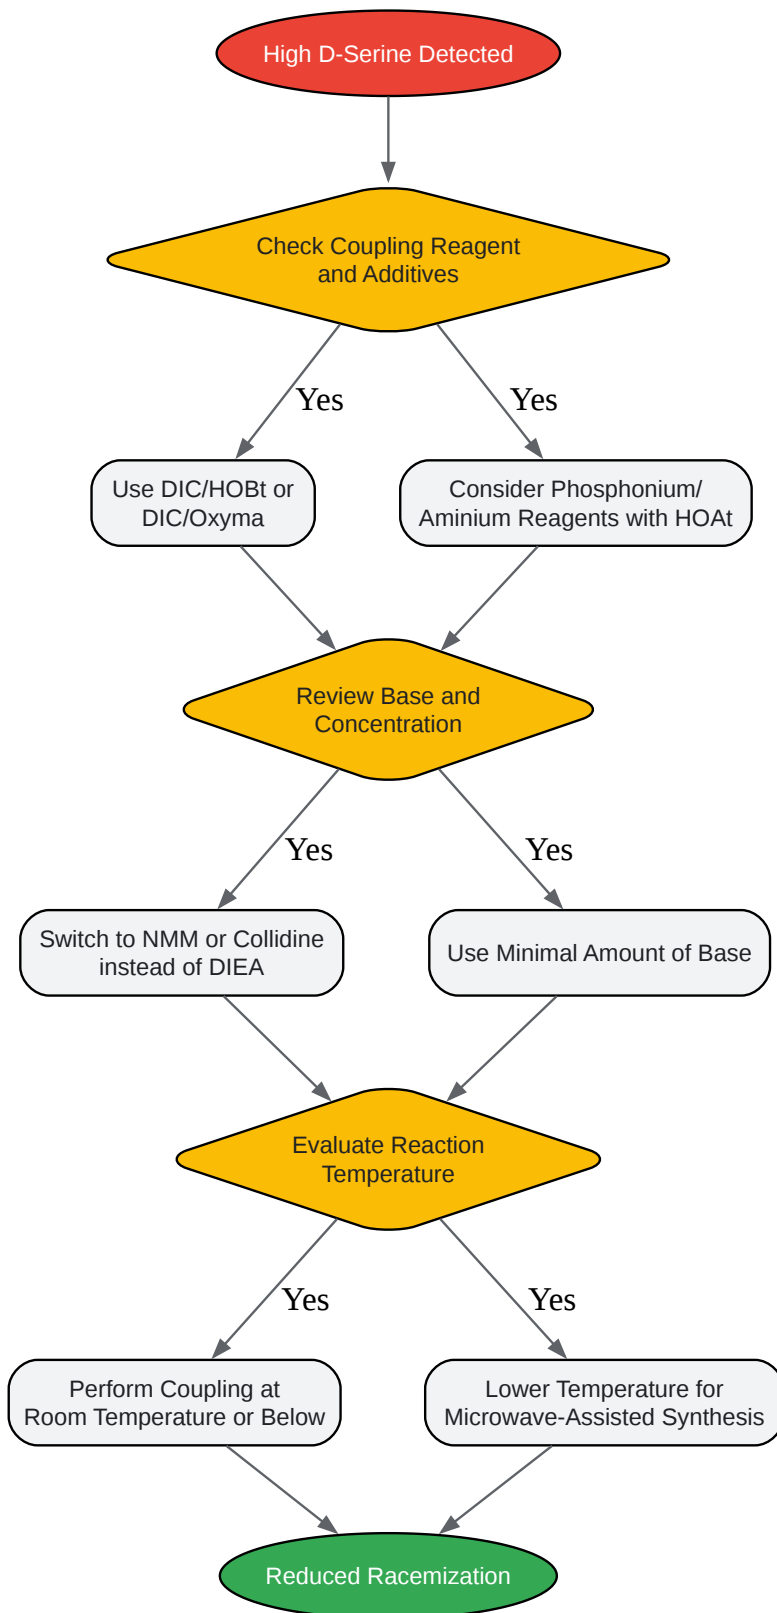 High D-Serine Detected
Check Coupling Reagent
and Additives
Yes
Yes
Use DIC/HOBt or
DIC/Oxyma
Consider Phosphonium/
Aminium Reagents with HOAt
Review Base and
Concentration
Yes
Yes
Switch to NMM or Collidine
instead of DIEA
Use Minimal Amount of Base
Evaluate Reaction
Temperature
Yes
Yes
Perform Coupling at
Room Temperature or Below
Lower Temperature for
Microwave-Assisted Synthesis
Reduced Racemization